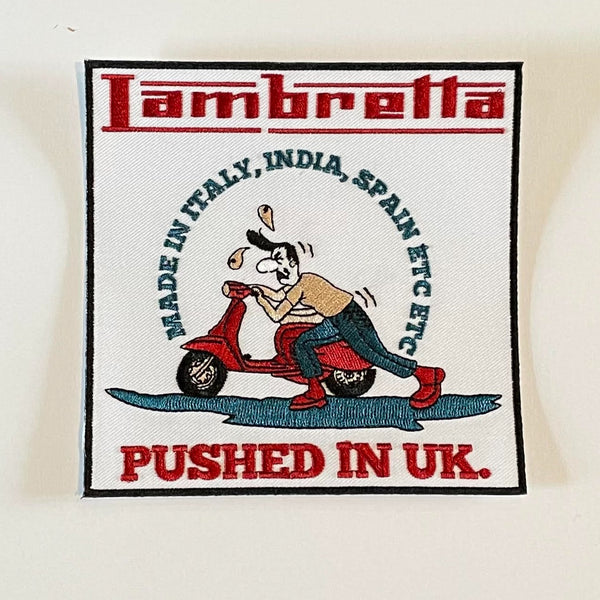 Lambretta
MADE IN ITALY, INDIA, SPAIN ETC ETC
PUSHED IN UK.